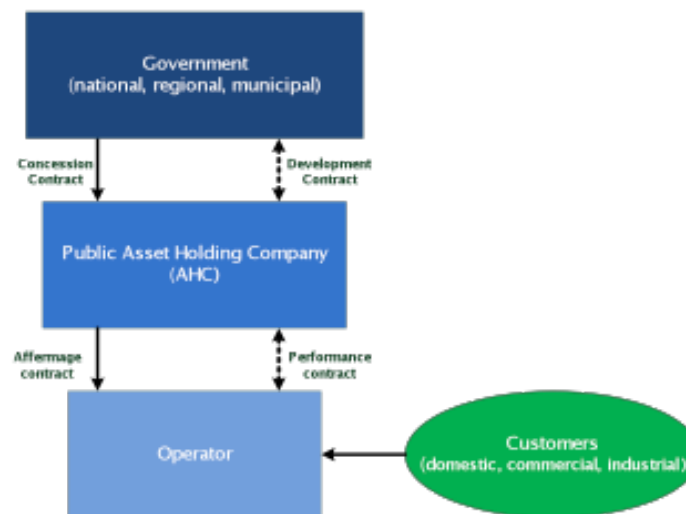 Government
(national, regional, municipal)
Concession
Contract
Development
Contract
Public Asset Holding Company
(AHC)
Affermage
contract
Performance
contract
Operator
Customers
(domestic, commercial, industrial)